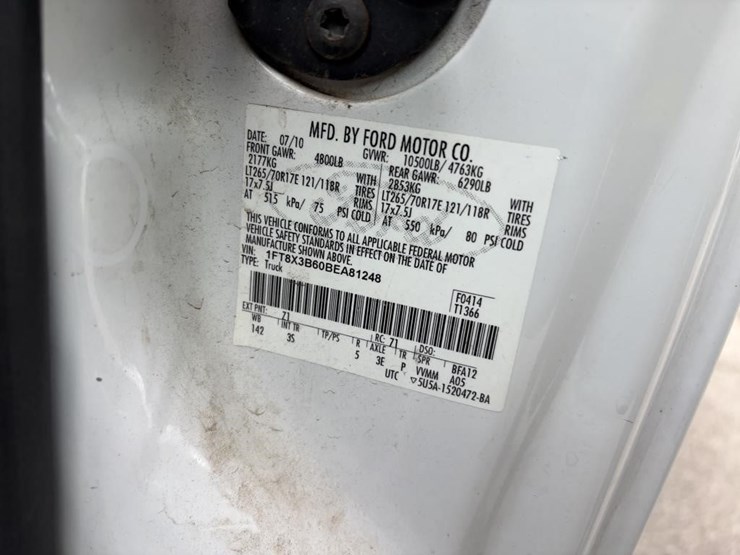 MFD. BY FORD MOTOR CO.
DATE: 07/10 GVWR: 10500LB/ 4763KG
FRONT GAWR: 4800LB REAR GAWR: 6290LB
2177KG WITH 2853KG WITH
LT265/70R17E 121/118R TIRES LT265/70R17E 121/118R TIRES
17x7.5J RIMS 17x7.5J RIMS
AT 515 kPa/ 75 PSI COLD AT 550 kPa/ 80 PSI COLD
THIS VEHICLE CONFORMS TO ALL APPLICABLE FEDERAL MOTOR
VEHICLE SAFETY STANDARDS IN EFFECT ON THE DATE OF
MANUFACTURE SHOWN ABOVE.
VIN: 1FT8X3B60BEA81248
TYPE: Truck
F0414
T1366
EXT PNT: Z1 RC: 71 DSO:
WB INT TR TP/PS R AXLE TR SPR BFA12
142 3S 5 3E P VVMM A05
UTC 5U5A-1520472-BA